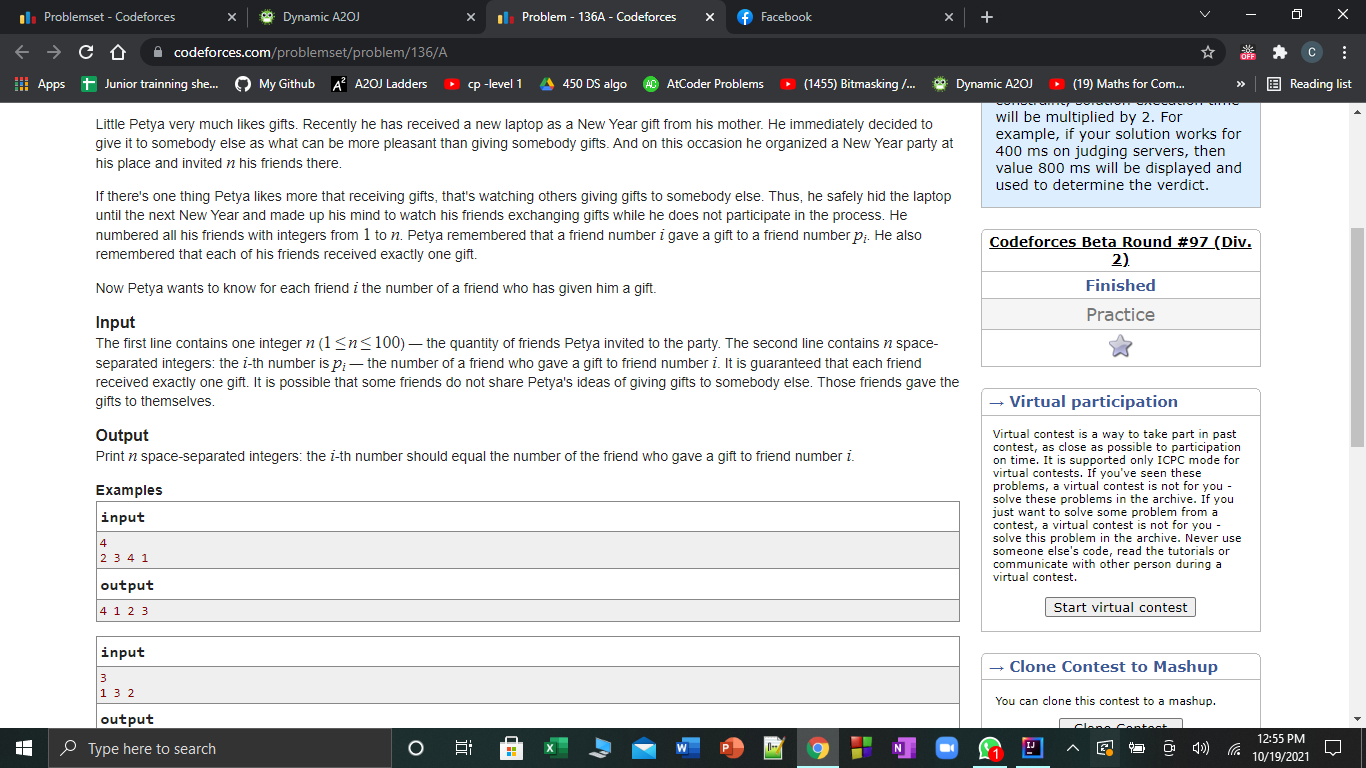 Problemset - Codeforces
Dynamic A2OJ
Problem - 136A - Codeforces
Facebook
codeforces.com/problemset/problem/136/A
OFF
C
Apps
Junior trainning she...
My Github
A2OJ Ladders
cp -level 1
450 DS algo
AtCoder Problems
(1455) Bitmasking /...
Dynamic A2OJ
(19) Maths for Com...
»
Reading list
Little Petya very much likes gifts. Recently he has received a new laptop as a New Year gift from his mother. He immediately decided to
give it to somebody else as what can be more pleasant than giving somebody gifts. And on this occasion he organized a New Year party at
his place and invited n his friends there.
If there's one thing Petya likes more that receiving gifts, that's watching others giving gifts to somebody else. Thus, he safely hid the laptop
until the next New Year and made up his mind to watch his friends exchanging gifts while he does not participate in the process. He
numbered all his friends with integers from 1 to n. Petya remembered that a friend number i gave a gift to a friend number pᵢ. He also
remembered that each of his friends received exactly one gift.
Now Petya wants to know for each friend i the number of a friend who has given him a gift.
Input
The first line contains one integer n (1 ≤ n ≤ 100) — the quantity of friends Petya invited to the party. The second line contains n space-
separated integers: the i-th number is pᵢ — the number of a friend who gave a gift to friend number i. It is guaranteed that each friend
received exactly one gift. It is possible that some friends do not share Petya's ideas of giving gifts to somebody else. Those friends gave the
gifts to themselves.
Output
Print n space-separated integers: the i-th number should equal the number of the friend who gave a gift to friend number i.
Examples
input
4
2 3 4 1
output
4 1 2 3
input
3
1 3 2
output
constraint, solution execution time
will be multiplied by 2. For
example, if your solution works for
400 ms on judging servers, then
value 800 ms will be displayed and
used to determine the verdict.
Codeforces Beta Round #97 (Div.
2)
Finished
Practice
→ Virtual participation
Virtual contest is a way to take part in past
contest, as close as possible to participation
on time. It is supported only ICPC mode for
virtual contests. If you've seen these
problems, a virtual contest is not for you -
solve these problems in the archive. If you
just want to solve some problem from a
contest, a virtual contest is not for you -
solve this problem in the archive. Never use
someone else's code, read the tutorials or
communicate with other person during a
virtual contest.
Start virtual contest
→ Clone Contest to Mashup
You can clone this contest to a mashup.
Clone Contest
Type here to search
1
12:55 PM
10/19/2021